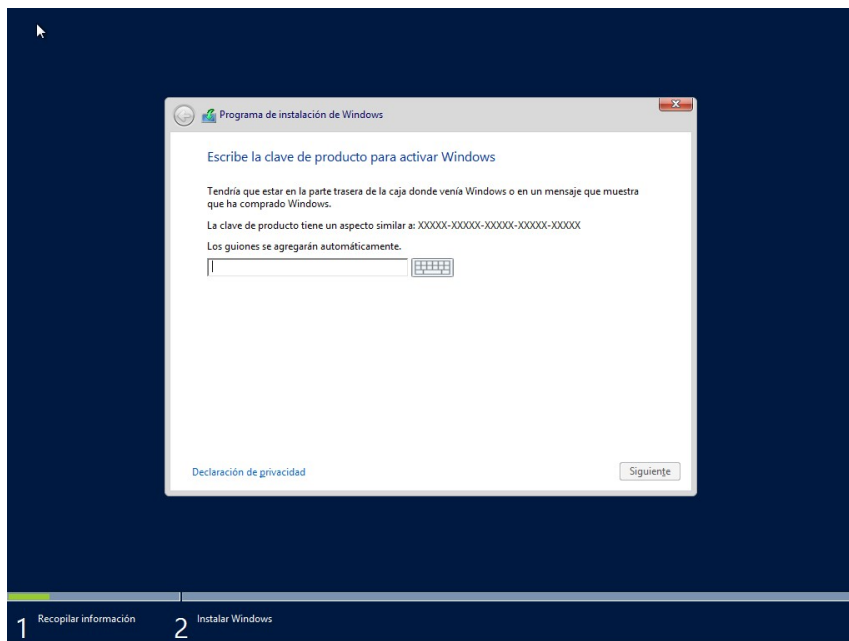 Programa de instalación de Windows
Escribe la clave de producto para activar Windows
Tendría que estar en la parte trasera de la caja donde venía Windows o en un mensaje que muestra
que ha comprado Windows.
La clave de producto tiene un aspecto similar a: XXXXX-XXXXX-XXXXX-XXXXX-XXXXX
Los guiones se agregarán automáticamente.
Declaración de privacidad
Siguiente
1 Recopilar información
2 Instalar Windows